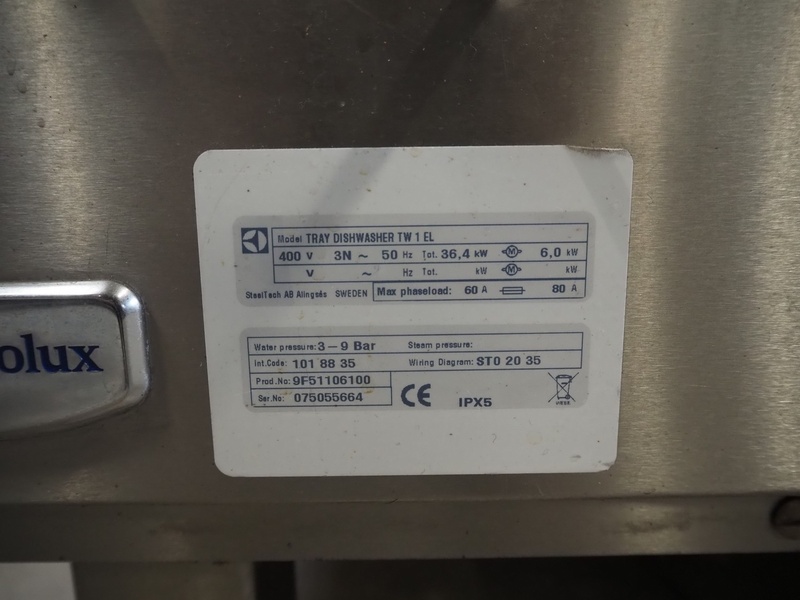 olux
Model TRAY DISHWASHER TW 1 EL
400 V 3N ~ 50 Hz Tot. 36,4 kW M 6,0 kW
V ~ Hz Tot. kW M kW
SteelTech AB Alingsås SWEDEN Max phaseload: 60 A 80 A
Water pressure: 3 – 9 Bar Steam pressure:
Int.Code: 101 88 35 Wiring Diagram: ST0 20 35
Prod.No: 9F51106100
Ser.No: 075055664 CE IPX5